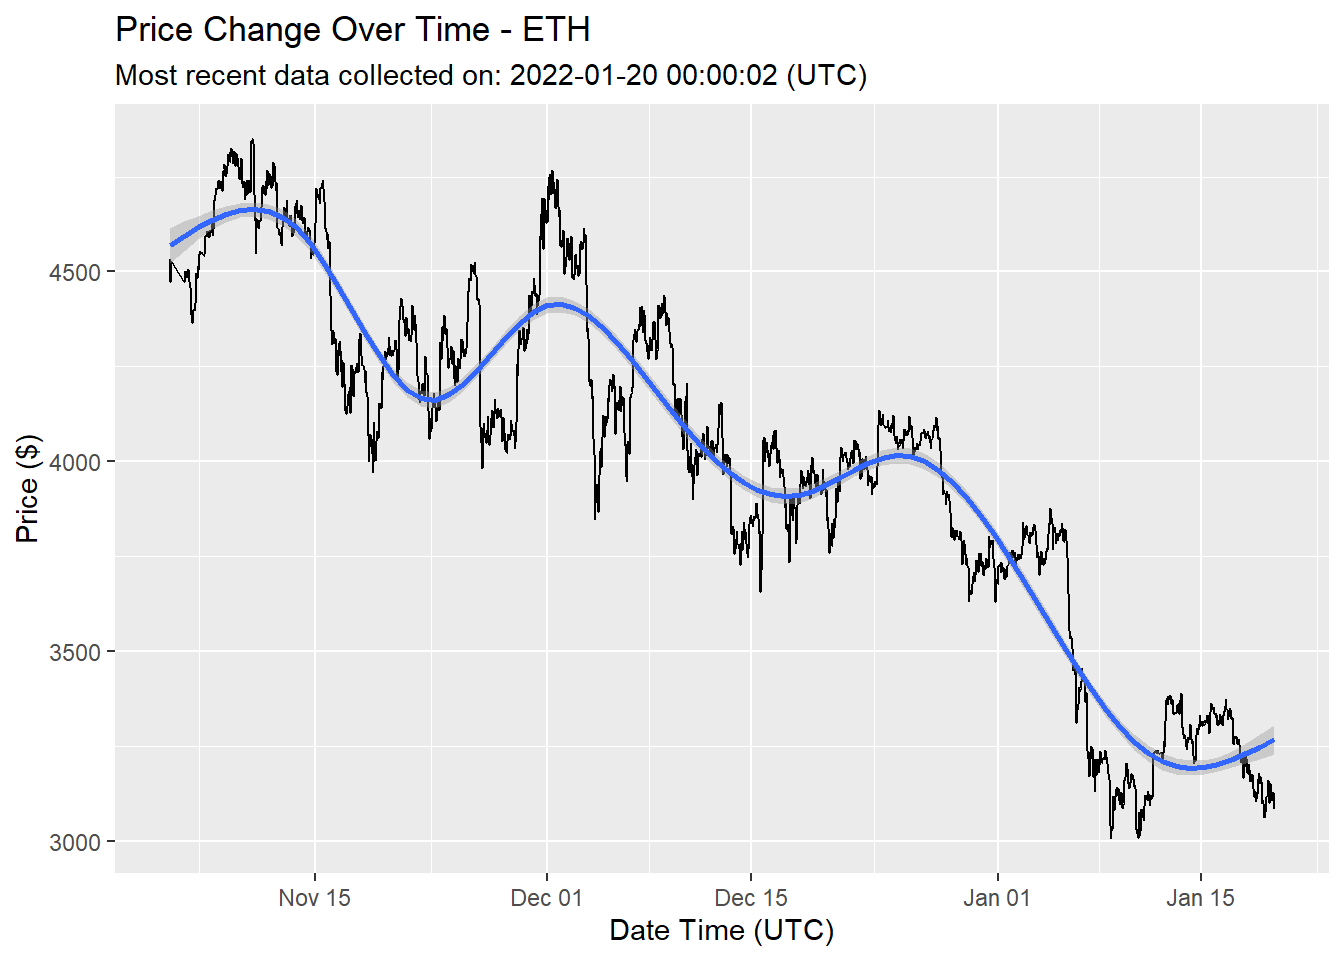 Price Change Over Time - ETH
Most recent data collected on: 2022-01-20 00:00:02 (UTC)
Price ($)
4500
4000
3500
3000
Nov 15
Dec 01
Dec 15
Jan 01
Jan 15
Date Time (UTC)